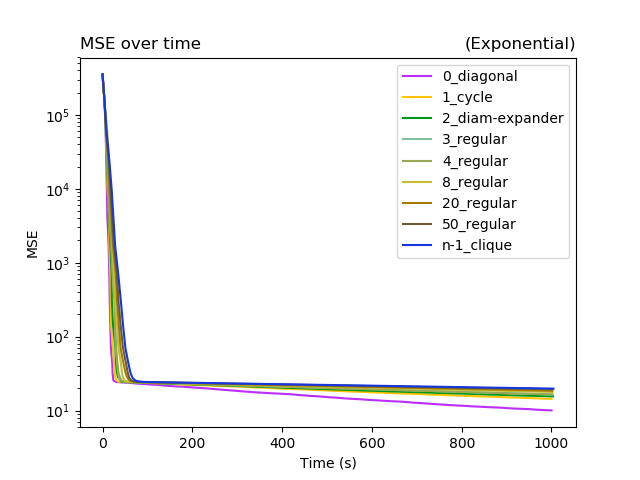 MSE over time (Exponential)
0_diagonal
1_cycle
2_diam-expander
3_regular
4_regular
8_regular
20_regular
50_regular
n-1_clique
MSE
10^5
10^4
10^3
10^2
10^1
0 200 400 600 800 1000
Time (s)